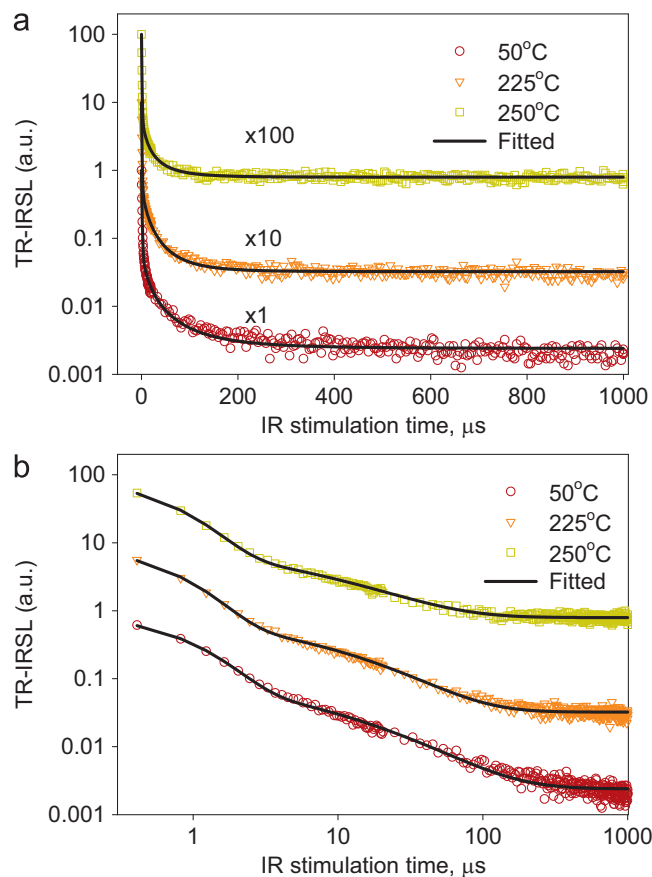 a
TR-IRSL (a.u.)
100
10
1
0.1
0.01
0.001
50°C
225°C
250°C
Fitted
x100
x10
x1
0 200 400 600 800 1000
IR stimulation time, μs
b
TR-IRSL (a.u.)
100
10
1
0.1
0.01
0.001
50°C
225°C
250°C
Fitted
1 10 100 1000
IR stimulation time, μs